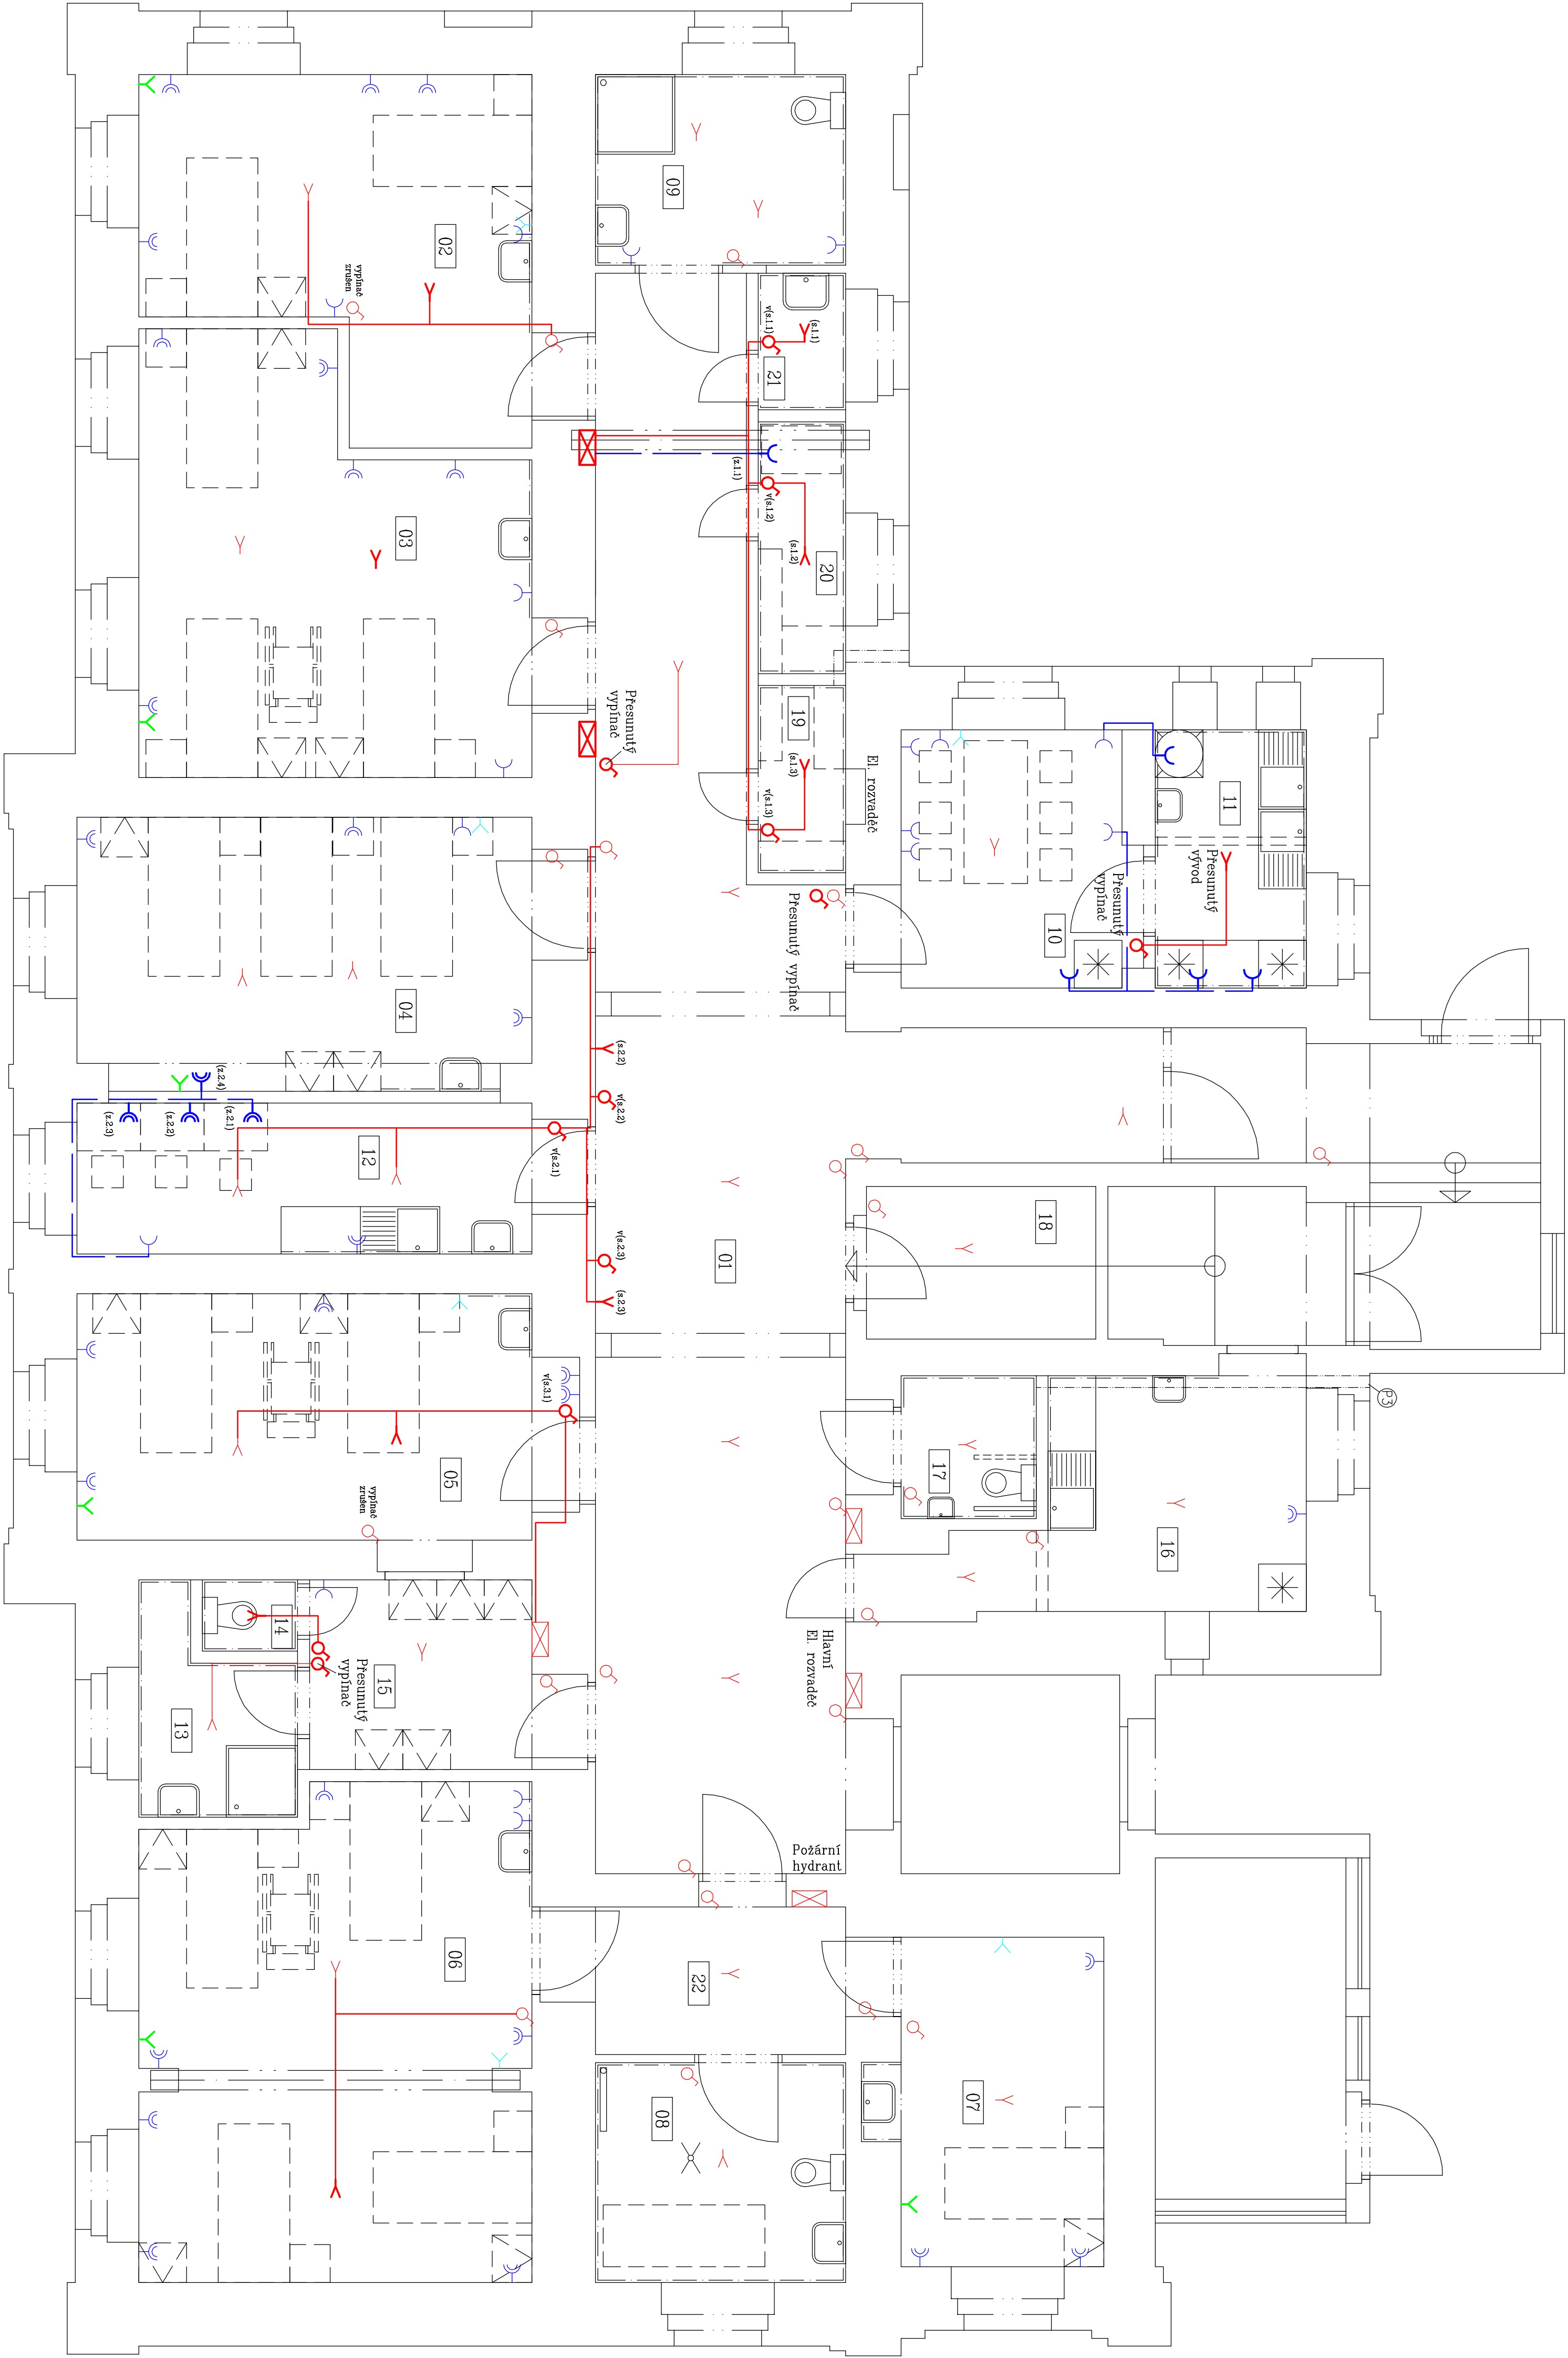 09
02
vypínač
zrušen
v(s.1.1)
(s.1.1)
21
(z.1.1)
v(s.1.2)
(s.1.2)
20
03
Přesunutý
vypínač
19
(s.1.3)
v(s.1.3)
El. rozvaděč
11
Přesunutý
vývod
Přesunutý
vypínač
10
Přesunutý vypínač
04
(s.2.2)
v(s.2.2)
(z.2.4)
(z.2.1)
(z.2.2)
(z.2.3)
12
v(s.2.1)
v(s.2.3)
(s.2.3)
01
18
P3
v(s.3.1)
05
vypínač
zrušen
17
16
14
15
Přesunutý
vypínač
13
Hlavní
El. rozvaděč
Požární
hydrant
06
22
07
08